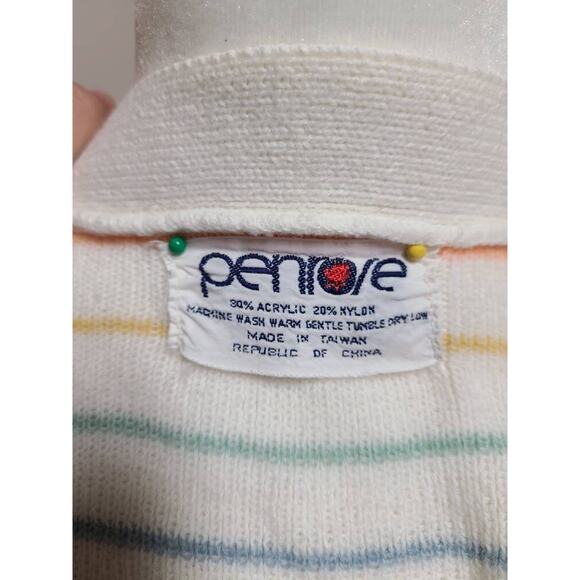 penrose
80% ACRYLIC 20% NYLON
MACHINE WASH WARM GENTLE TUMBLE DRY LOW
MADE IN TAIWAN
REPUBLIC OF CHINA